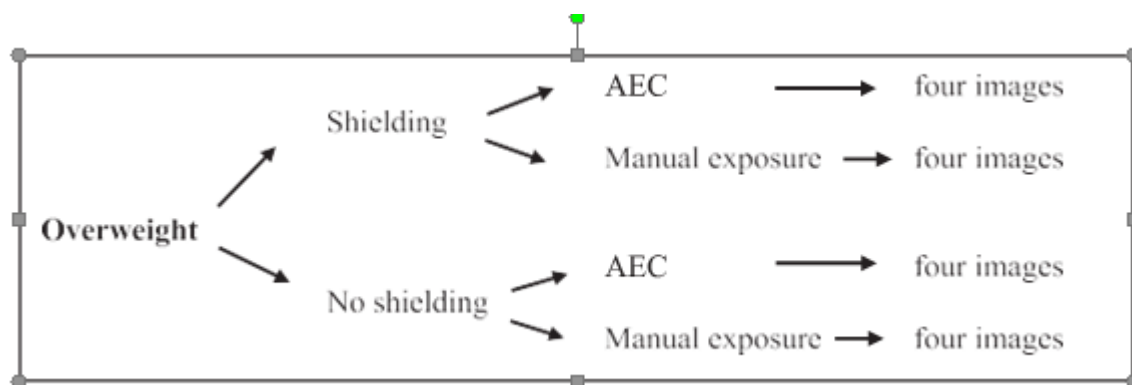 AEC four images
Shielding
Manual exposure four images
Overweight
AEC four images
No shielding
Manual exposure four images